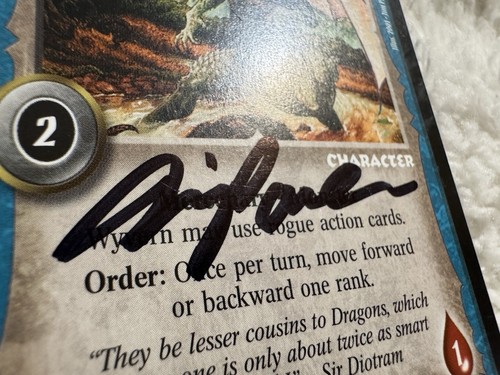 2
CHARACTER
Wyvern may use rogue action cards.
Order: Once per turn, move forward
or backward one rank.
“They be lesser cousins to Dragons, which
one is only about twice as smart
Sir Diotram
1